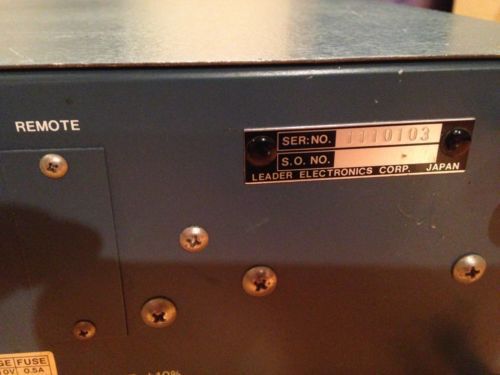 REMOTE
SER:NO. 1110103
S.O. NO.
LEADER ELECTRONICS CORP. JAPAN
FUSE
0.5A